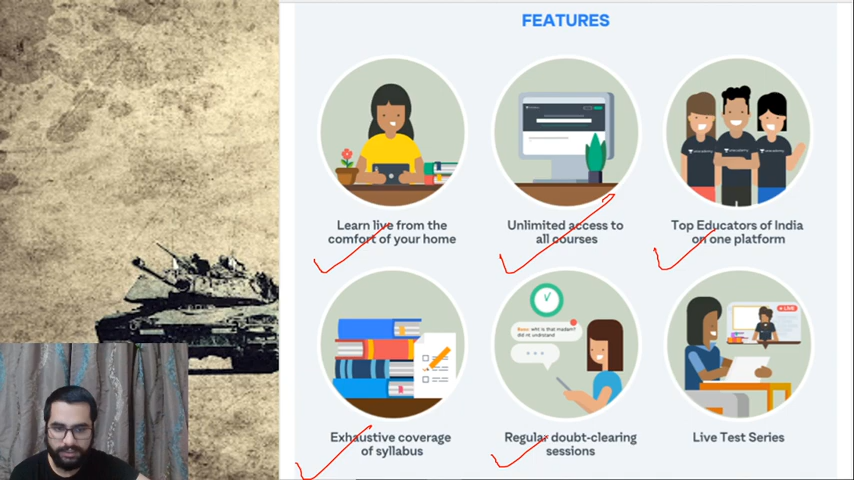 FEATURES
Learn live from the
comfort of your home
Unlimited access to
all courses
Top Educators of India
on one platform
LIVE
Exhaustive coverage
of syllabus
Regular doubt-clearing
sessions
Live Test Series